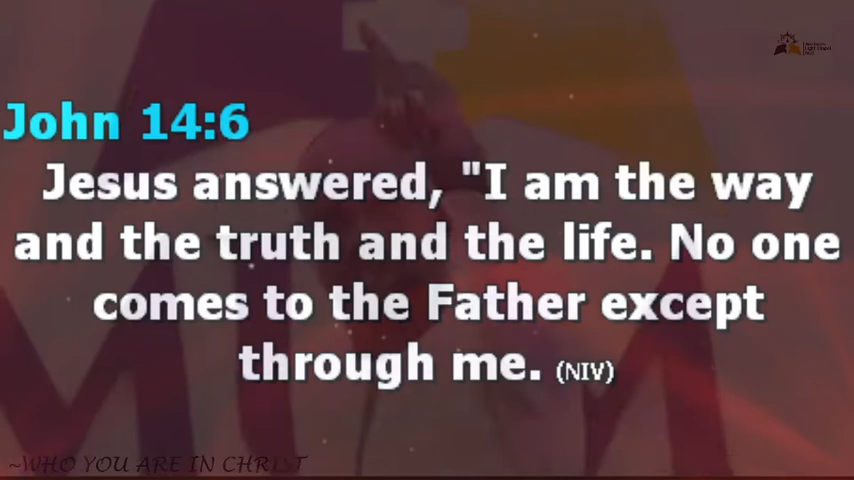 John 14:6
Jesus answered, "I am the way
and the truth and the life. No one
comes to the Father except
through me. (NIV)
~WHO YOU ARE IN CHRIST